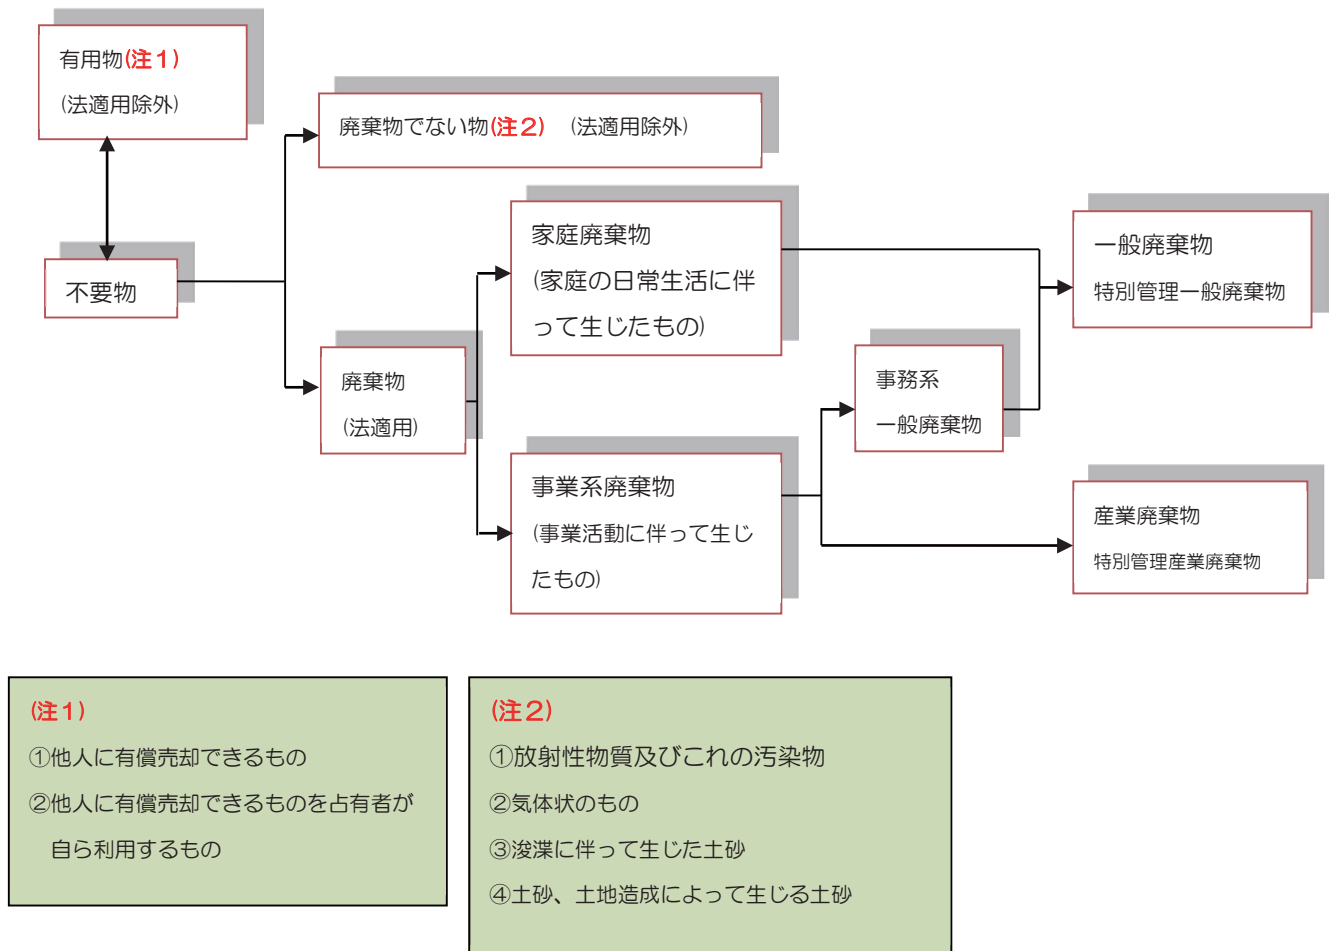 有用物(注１)
(法適用除外)
廃棄物でない物(注２)　(法適用除外)
不要物
廃棄物
(法適用)
家庭廃棄物
(家庭の日常生活に伴
って生じたもの)
事業系廃棄物
(事業活動に伴って生じ
たもの)
事務系
一般廃棄物
一般廃棄物
特別管理一般廃棄物
産業廃棄物
特別管理産業廃棄物
(注１)
①他人に有償売却できるもの
②他人に有償売却できるものを占有者が
自ら利用するもの
(注２)
①放射性物質及びこれの汚染物
②気体状のもの
③浚渫に伴って生じた土砂
④土砂、土地造成によって生じる土砂